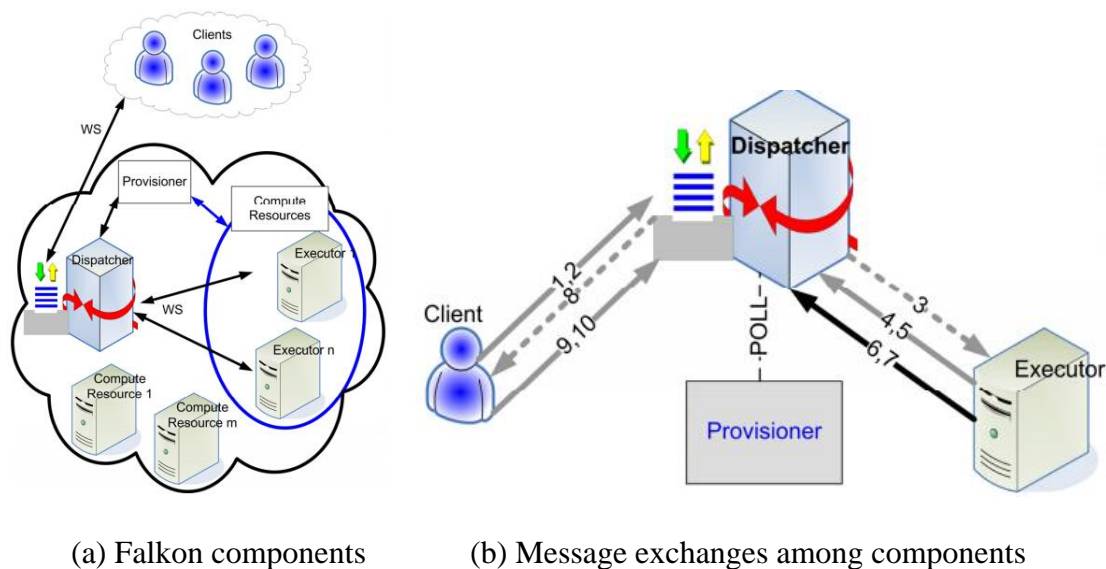 Clients
WS
Provisioner
Compute
Resources
Dispatcher
Executor 1
WS
Executor n
Compute
Resource 1
Compute
Resource m
Dispatcher
1,2
8
9,10
Client
POLL
3
4,5
6,7
Executor
Provisioner
(a) Falkon components
(b) Message exchanges among components